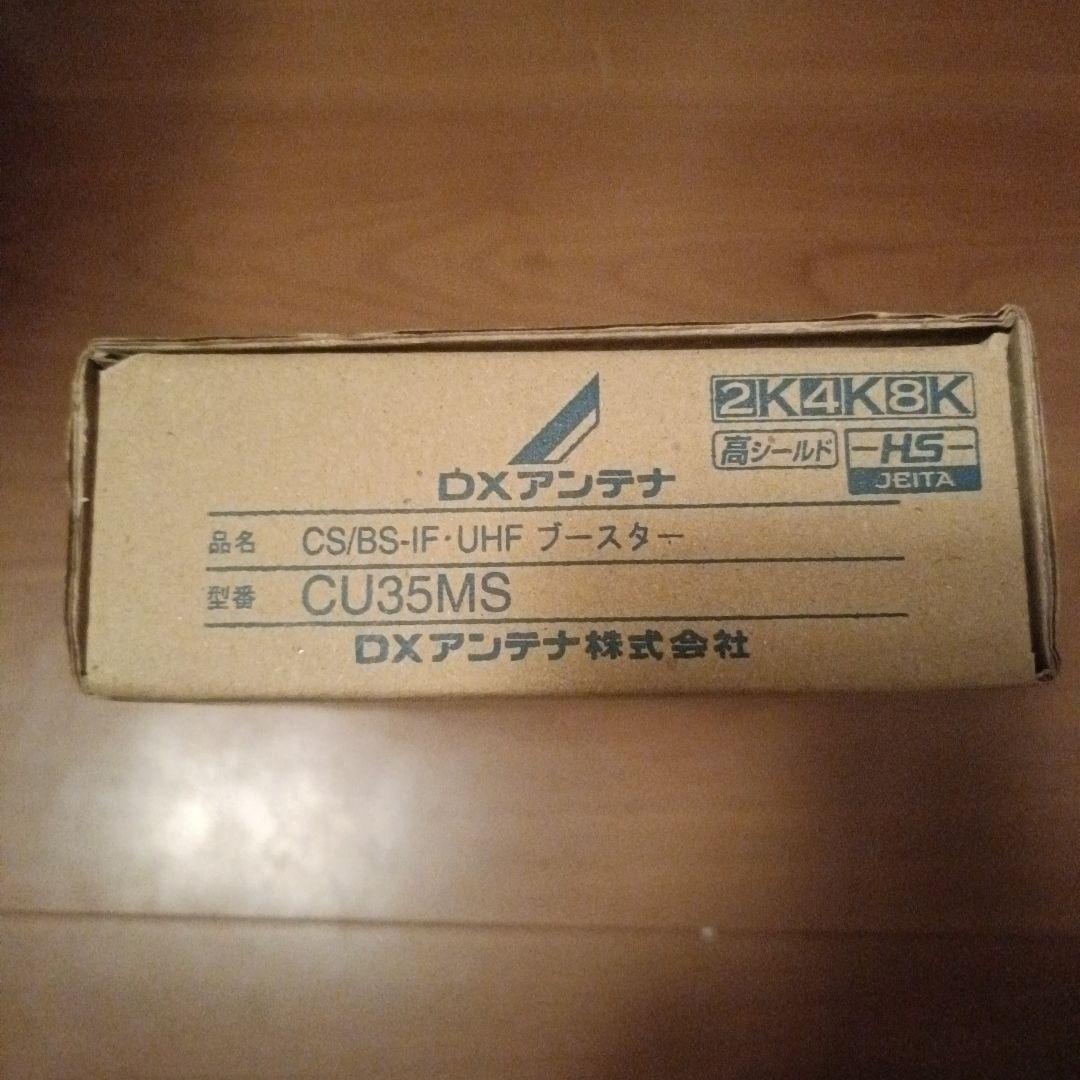 2K4K8K
高シールド
HS
JEITA
DXアンテナ
品名 CS/BS-IF・UHF ブースター
型番 CU35MS
DXアンテナ株式会社